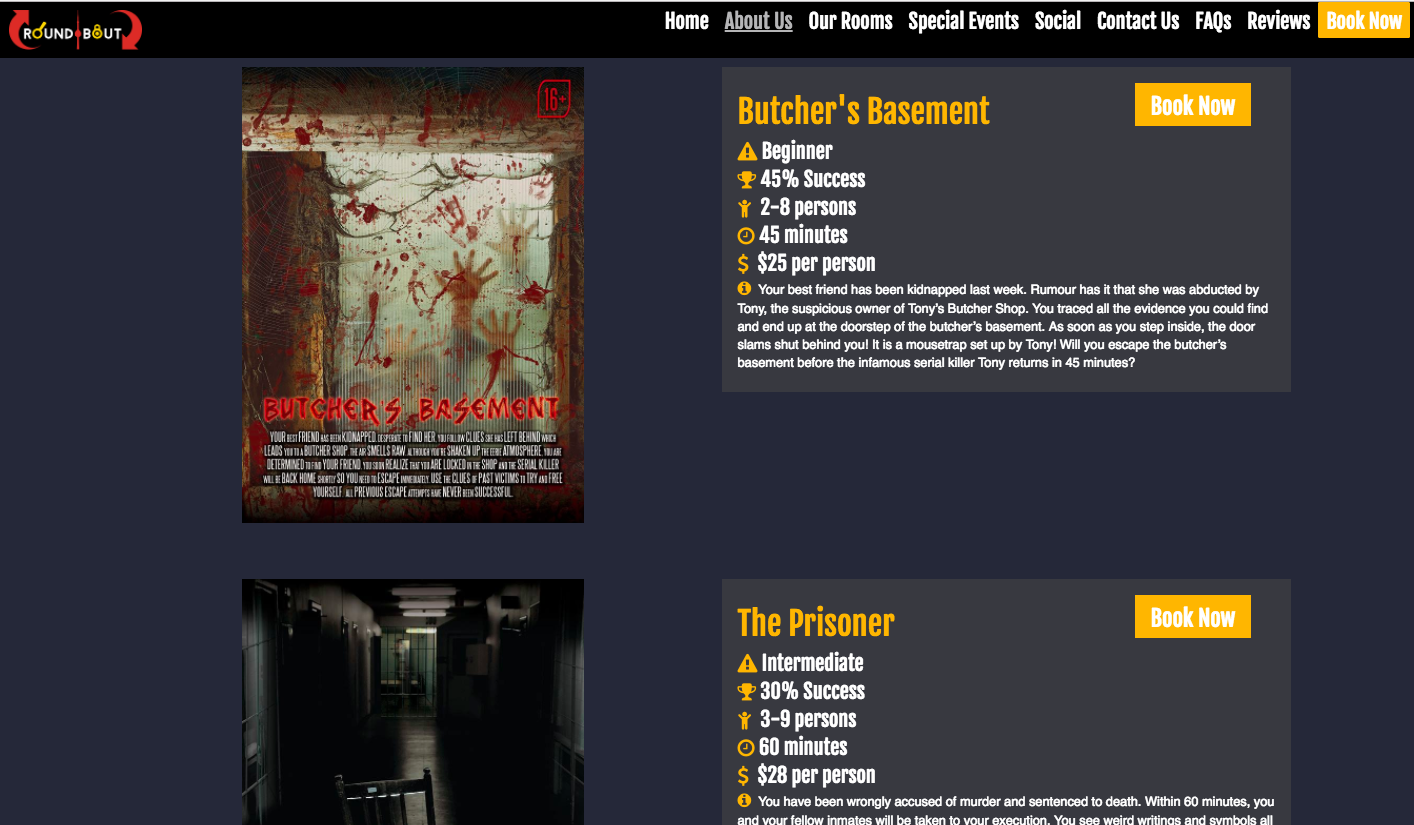 ROUND BOUT
Home About Us Our Rooms Special Events Social Contact Us FAQs Reviews Book Now
16+
BUTCHER'S BASEMENT
YOUR BEST FRIEND HAS BEEN KIDNAPPED. DESPERATE TO FIND HER, YOU FOLLOW CLUES SHE HAS LEFT BEHIND WHICH
LEADS YOU TO A BUTCHER SHOP. THE AIR SMELLS RAW. ALTHOUGH YOU'RE SHAKEN UP THE EERIE ATMOSPHERE, YOU ARE
DETERMINED TO FIND YOUR FRIEND. YOU SOON REALIZE THAT YOU ARE LOCKED IN THE SHOP AND THE SERIAL KILLER
WILL BE BACK HOME SHORTLY SO YOU NEED TO ESCAPE IMMEDIATELY. USE THE CLUES OF PAST VICTIMS TO TRY AND FREE
YOURSELF. ALL PREVIOUS ESCAPE ATTEMPTS HAVE NEVER BEEN SUCCESSFUL.
Butcher's Basement
Book Now
Beginner
45% Success
2-8 persons
45 minutes
$ $25 per person
Your best friend has been kidnapped last week. Rumour has it that she was abducted by
Tony, the suspicious owner of Tony’s Butcher Shop. You traced all the evidence you could find
and end up at the doorstep of the butcher’s basement. As soon as you step inside, the door
slams shut behind you! It is a mousetrap set up by Tony! Will you escape the butcher’s
basement before the infamous serial killer Tony returns in 45 minutes?
The Prisoner
Book Now
Intermediate
30% Success
3-9 persons
60 minutes
$ $28 per person
You have been wrongly accused of murder and sentenced to death. Within 60 minutes, you
and your fellow inmates will be taken to your execution. You see weird writings and symbols all